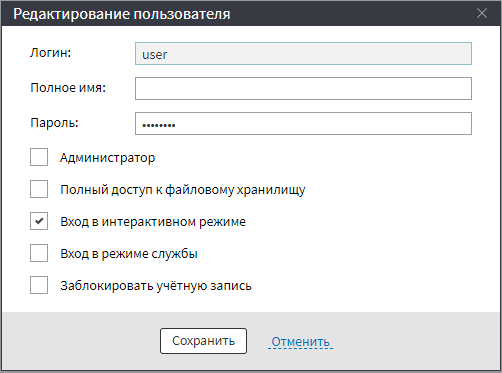 Редактирование пользователя
Логин: user
Полное имя:
Пароль: ••••••••
Администратор
Полный доступ к файловому хранилищу
Вход в интерактивном режиме
Вход в режиме службы
Заблокировать учётную запись
Сохранить Отменить